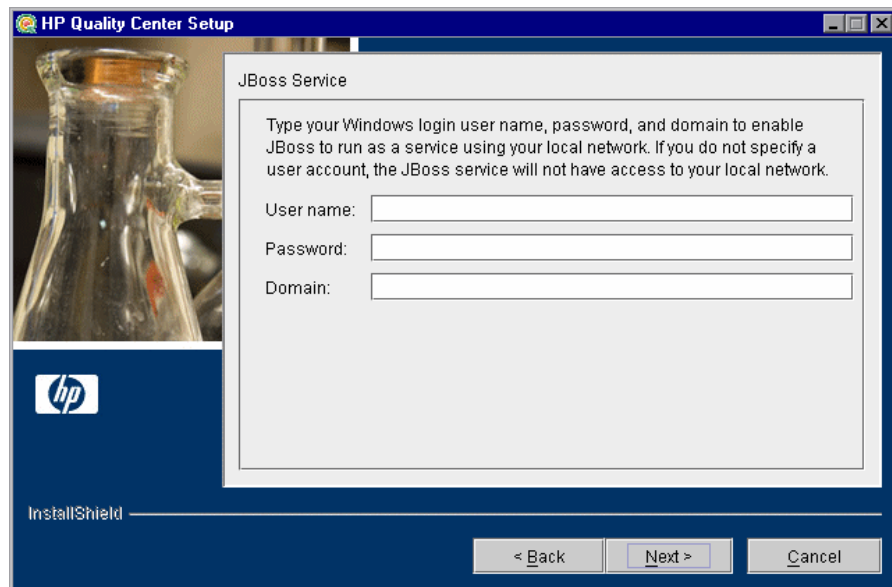 HP Quality Center Setup
JBoss Service
Type your Windows login user name, password, and domain to enable
JBoss to run as a service using your local network. If you do not specify a
user account, the JBoss service will not have access to your local network.
User name:
Password:
Domain:
hp
InstallShield
< Back Next > Cancel